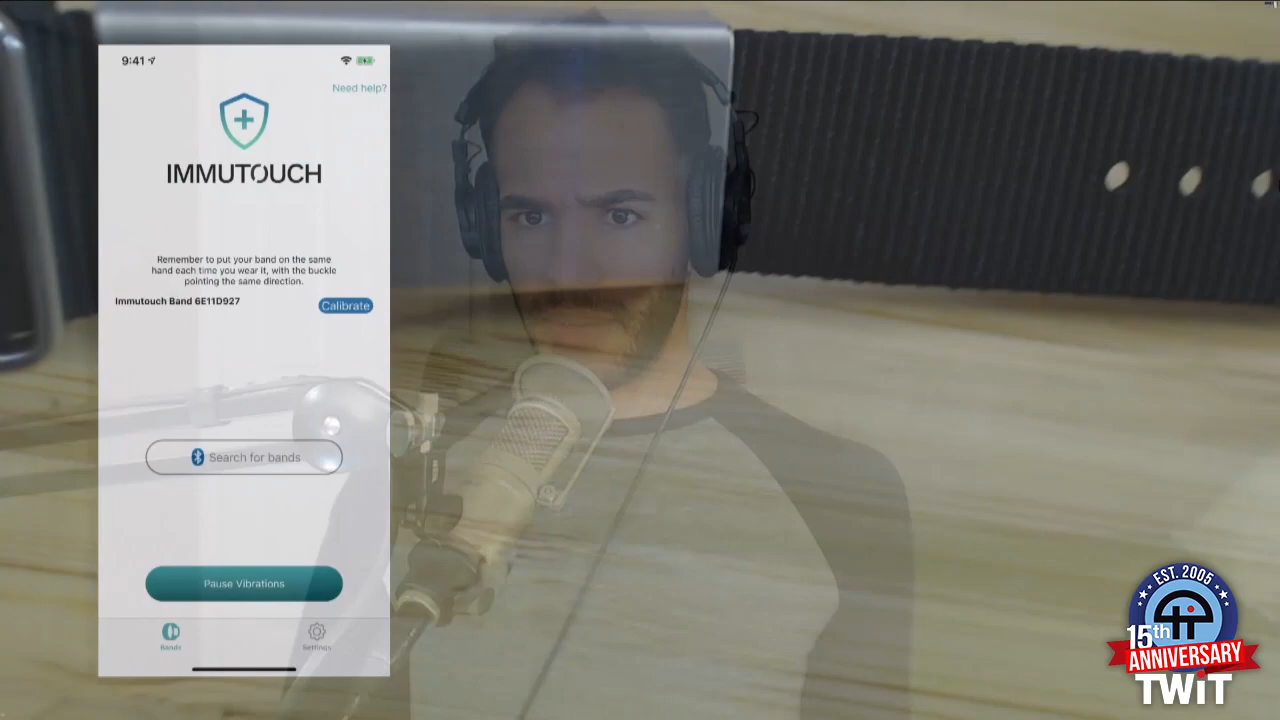 9:41
Need help?
IMMUTOUCH
Remember to put your band on the same
hand each time you wear it, with the buckle
pointing the same direction.
Immutouch Band 6E11D927
Calibrate
Search for bands
Pause Vibrations
Bands
Settings
EST. 2005
15th
ANNIVERSARY
TWiT